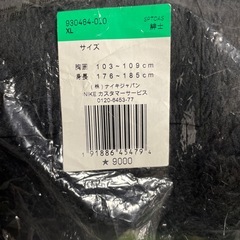 930484-010
XL
紳士
サイズ
胸囲 103~109cm
身長 176~185cm
(株)ナイキジャパン
NIKEカスタマーサービス
0120-6453-77
★9000